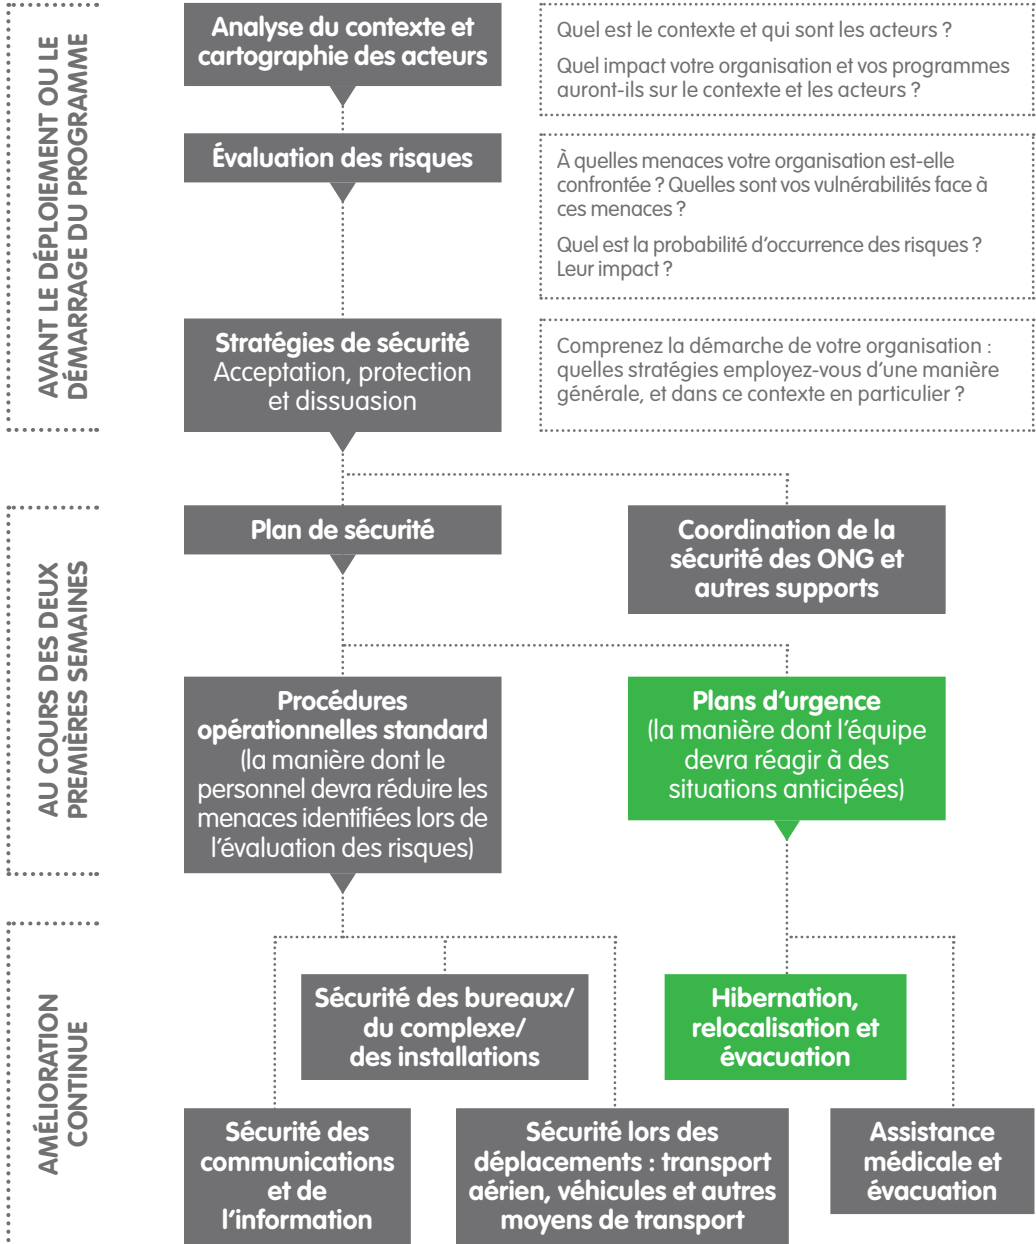 AVANT LE DÉPLOIEMENT OU LE
DÉMARRAGE DU PROGRAMME
Analyse du contexte et
cartographie des acteurs
Quel est le contexte et qui sont les acteurs ?
Quel impact votre organisation et vos programmes
auront-ils sur le contexte et les acteurs ?
Évaluation des risques
À quelles menaces votre organisation est-elle
confrontée ? Quelles sont vos vulnérabilités face à
ces menaces ?
Quel est la probabilité d’occurrence des risques ?
Leur impact ?
Stratégies de sécurité
Acceptation, protection
et dissuasion
Comprenez la démarche de votre organisation :
quelles stratégies employez-vous d’une manière
générale, et dans ce contexte en particulier ?
AU COURS DES DEUX
PREMIÈRES SEMAINES
Plan de sécurité
Coordination de la
sécurité des ONG et
autres supports
Procédures
opérationnelles standard
(la manière dont le
personnel devra réduire les
menaces identifiées lors de
l’évaluation des risques)
Plans d’urgence
(la manière dont l’équipe
devra réagir à des
situations anticipées)
AMÉLIORATION
CONTINUE
Sécurité des bureaux/
du complexe/
des installations
Hibernation,
relocalisation et
évacuation
Sécurité des
communications
et de
l’information
Sécurité lors des
déplacements : transport
aérien, véhicules et autres
moyens de transport
Assistance
médicale et
évacuation